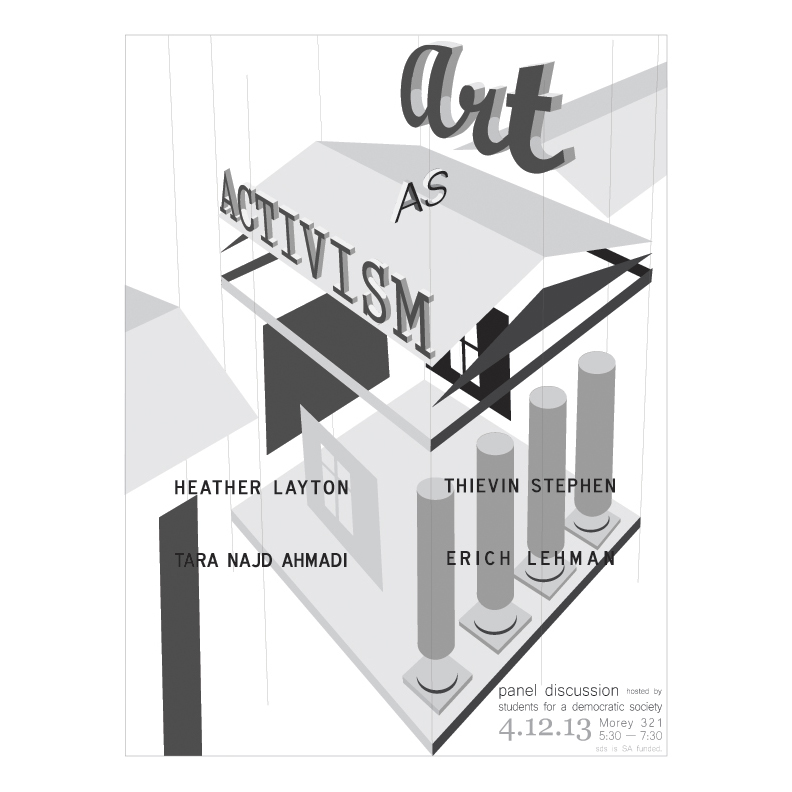 Art
AS
ACTIVISM
HEATHER LAYTON
THIEVIN STEPHEN
TARA NAJD AHMADI
ERICH LEHMAN
panel discussion hosted by
students for a democratic society
4.12.13 Morey 321
5:30 — 7:30
sds is SA funded.